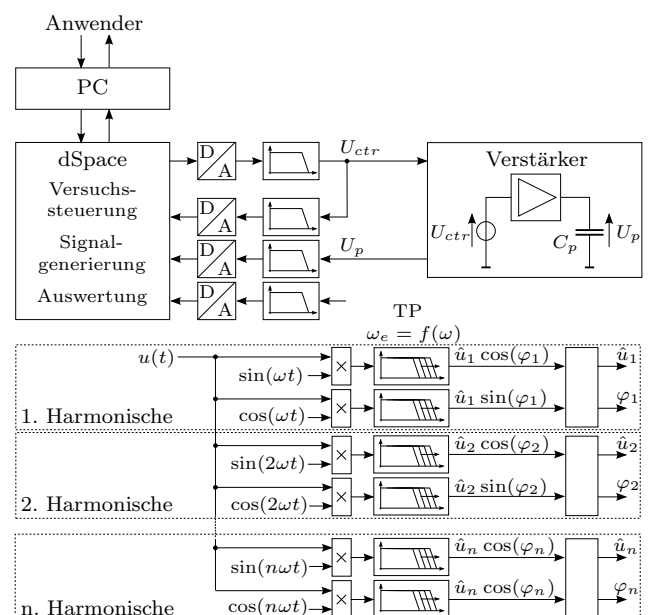 Anwender
PC
dSpace
Versuchs-
steuerung
Signal-
generierung
Auswertung
D
A
D
A
D
A
D
A
U_ctr
U_p
Verstärker
U_ctr
C_p
U_p
TP
ω_e = f(ω)
u(t)
×
û_1 cos(φ_1)
û_1
sin(ωt)
×
û_1 sin(φ_1)
φ_1
1. Harmonische
cos(ωt)
×
û_2 cos(φ_2)
û_2
sin(2ωt)
×
û_2 sin(φ_2)
φ_2
2. Harmonische
cos(2ωt)
×
û_n cos(φ_n)
û_n
sin(nωt)
×
û_n cos(φ_n)
φ_n
n. Harmonische
cos(nωt)